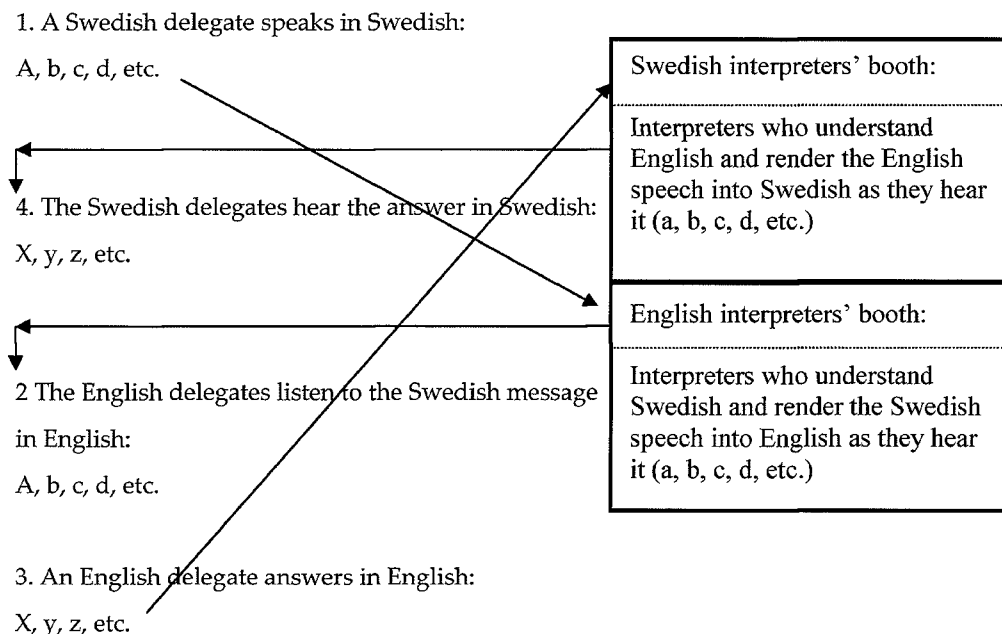 1. A Swedish delegate speaks in Swedish:
A, b, c, d, etc.
4. The Swedish delegates hear the answer in Swedish:
X, y, z, etc.
2 The English delegates listen to the Swedish message
in English:
A, b, c, d, etc.
3. An English delegate answers in English:
X, y, z, etc.
Swedish interpreters' booth:
Interpreters who understand
English and render the English
speech into Swedish as they hear
it (a, b, c, d, etc.)
English interpreters' booth:
Interpreters who understand
Swedish and render the Swedish
speech into English as they hear
it (a, b, c, d, etc.)